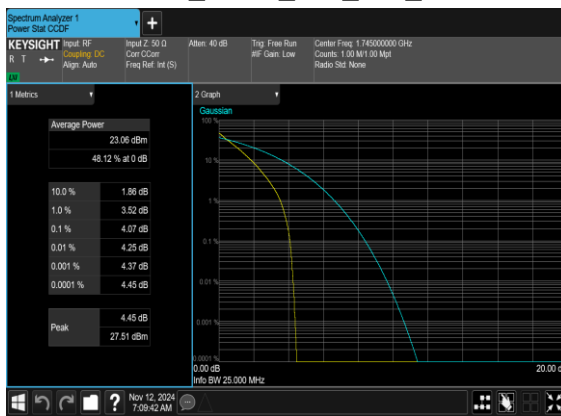 Spectrum Analyzer 1
Power Stat CCDF
KEYSIGHT
R T
Input: RF
Coupling: DC
Align: Auto
Input Z: 50 Ω
Corr CCorr
Freq Ref: Int (S)
Atten: 40 dB
Trig: Free Run
#IF Gain: Low
Center Freq: 1.745000000 GHz
Counts: 1.00 M/1.00 Mpt
Radio Std: None
1 Metrics
Average Power
23.06 dBm
48.12 % at 0 dB
10.0 % 1.86 dB
1.0 % 3.52 dB
0.1 % 4.07 dB
0.01 % 4.25 dB
0.001 % 4.37 dB
0.0001 % 4.45 dB
Peak
4.45 dB
27.51 dBm
2 Graph
Gaussian
100 %
10 %
1 %
0.1 %
0.01 %
0.001 %
0.0001 %
0.00 dB
20.00
Info BW 25.000 MHz
?
Nov 12, 2024
7:09:42 AM